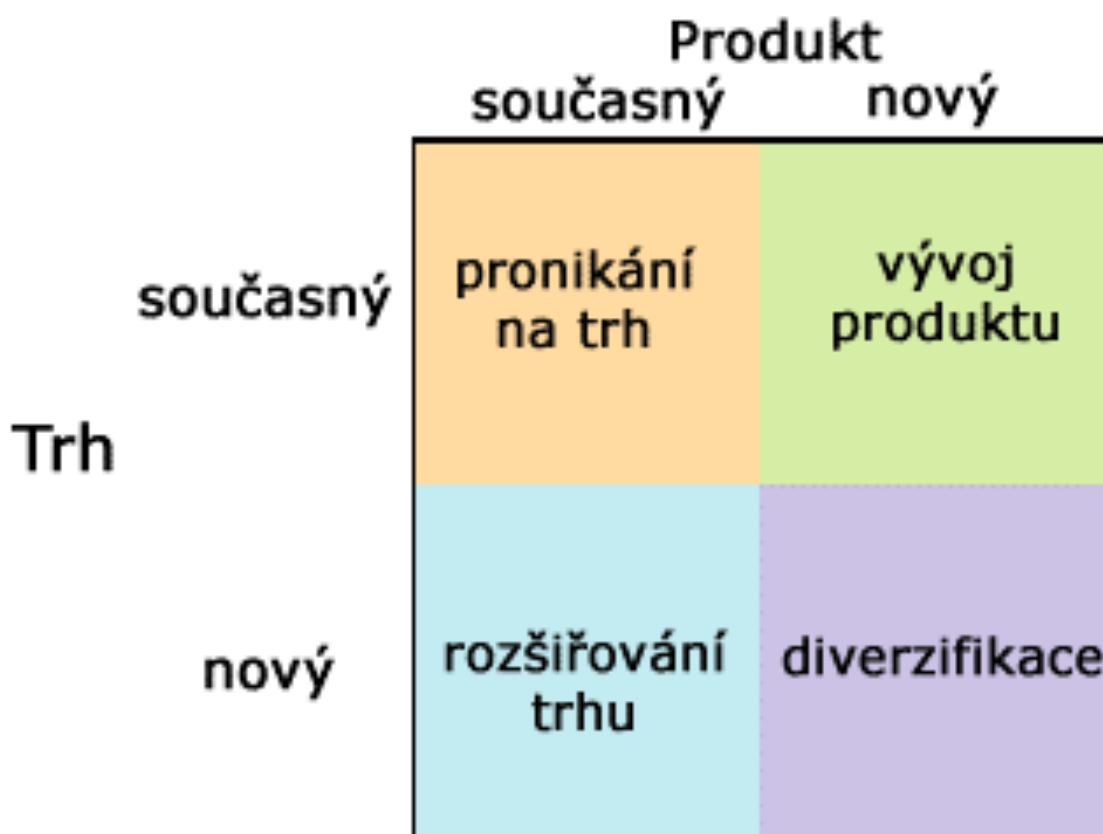 Produkt
současný nový
současný
pronikání
na trh
vývoj
produktu
Trh
nový
rozšiřování
trhu
diverzifikace